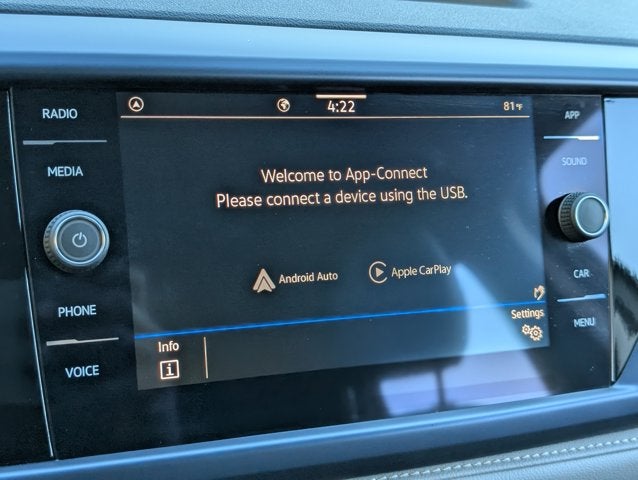 RADIO
MEDIA
PHONE
VOICE
4:22
81°F
Welcome to App-Connect
Please connect a device using the USB.
Android Auto
Apple CarPlay
Info
i
Settings
APP
SOUND
CAR
MENU